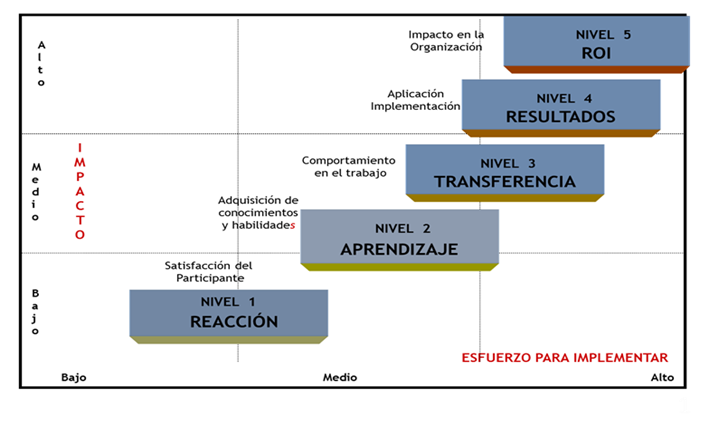 Impacto en la
Organización
NIVEL 5
ROI
Alto
Aplicación
Implementación
NIVEL 4
RESULTADOS
IMPACTO
Medio
Comportamiento
en el trabajo
NIVEL 3
TRANSFERENCIA
Adquisición de
conocimientos
y habilidades
NIVEL 2
APRENDIZAJE
Satisfacción del
Participante
NIVEL 1
REACCIÓN
Bajo
ESFUERZO PARA IMPLEMENTAR
Bajo
Medio
Alto